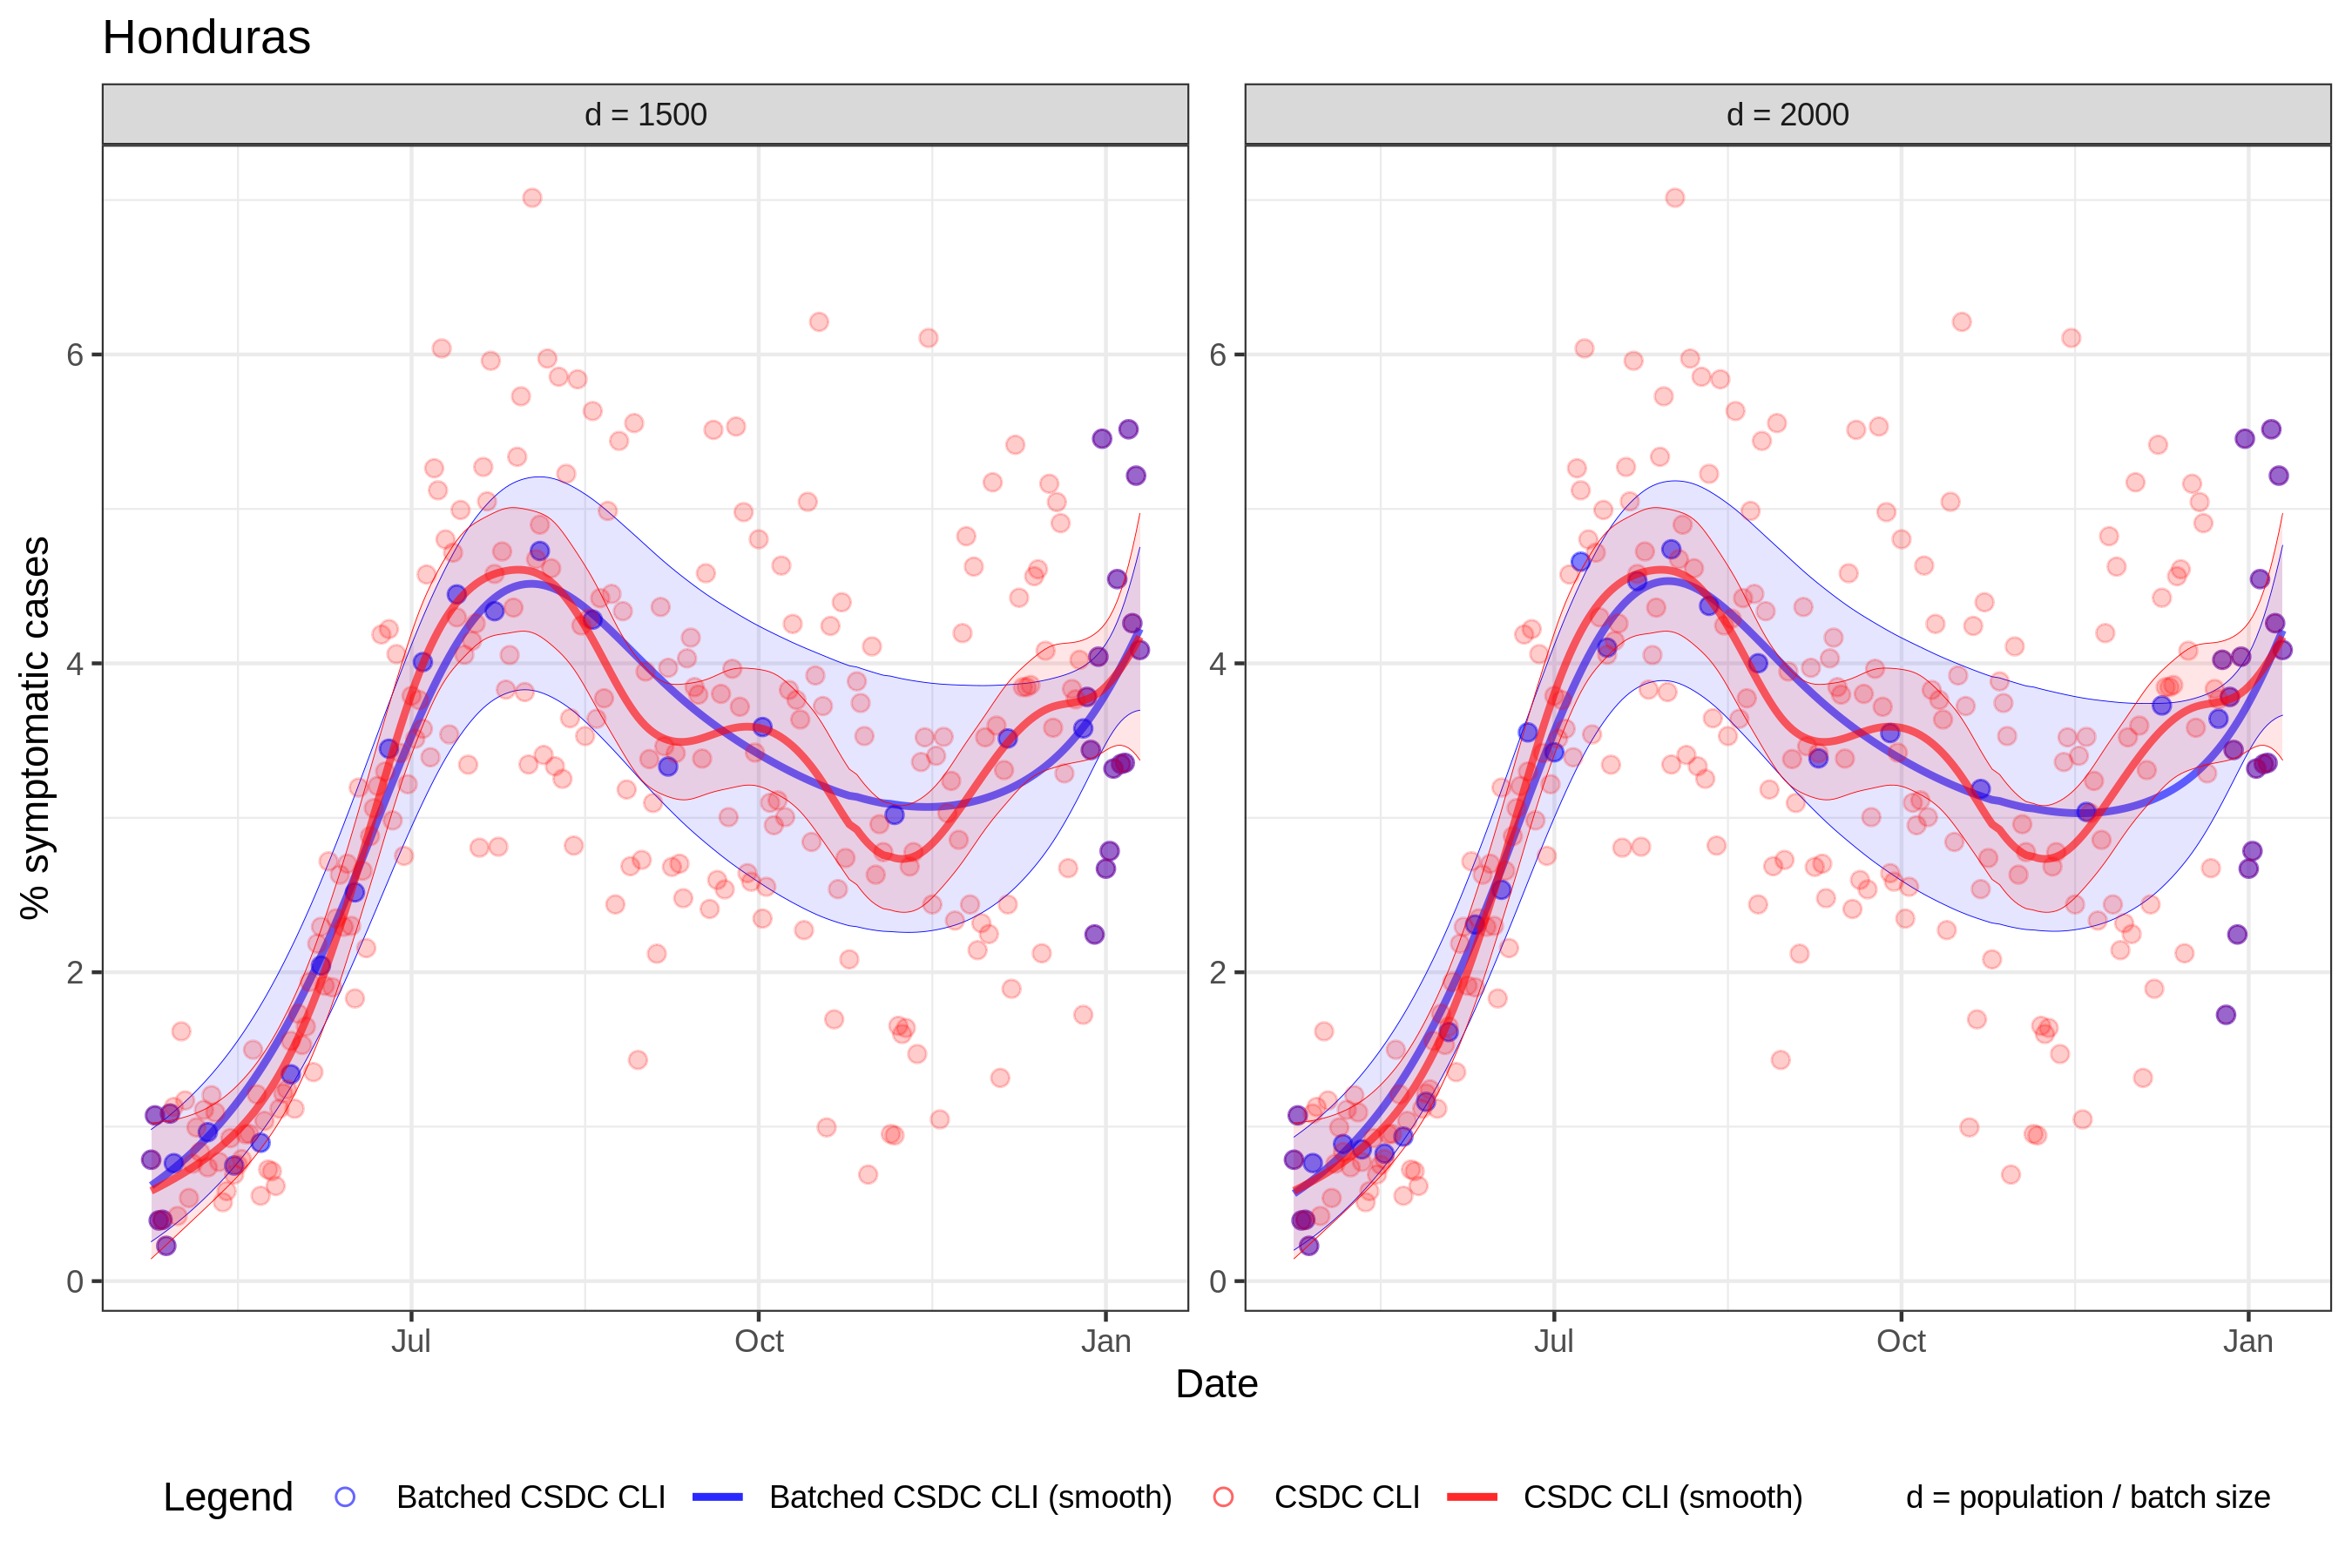 Honduras
d = 1500
d = 2000
% symptomatic cases
6
4
2
0
6
4
2
0
Jul
Oct
Jan
Jul
Oct
Jan
Date
Legend
Batched CSDC CLI
Batched CSDC CLI (smooth)
CSDC CLI
CSDC CLI (smooth)
d = population / batch size